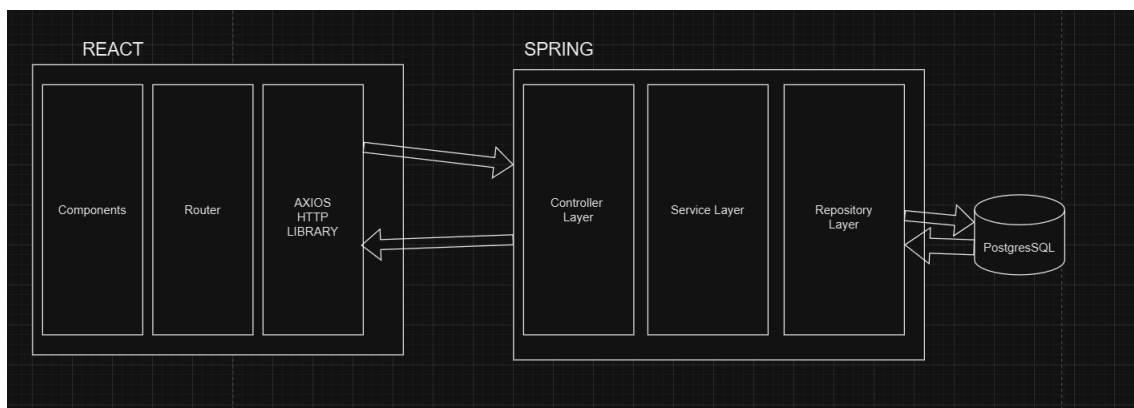 REACT
SPRING
Components
Router
AXIOS
HTTP
LIBRARY
Controller
Layer
Service Layer
Repository
Layer
PostgresSQL